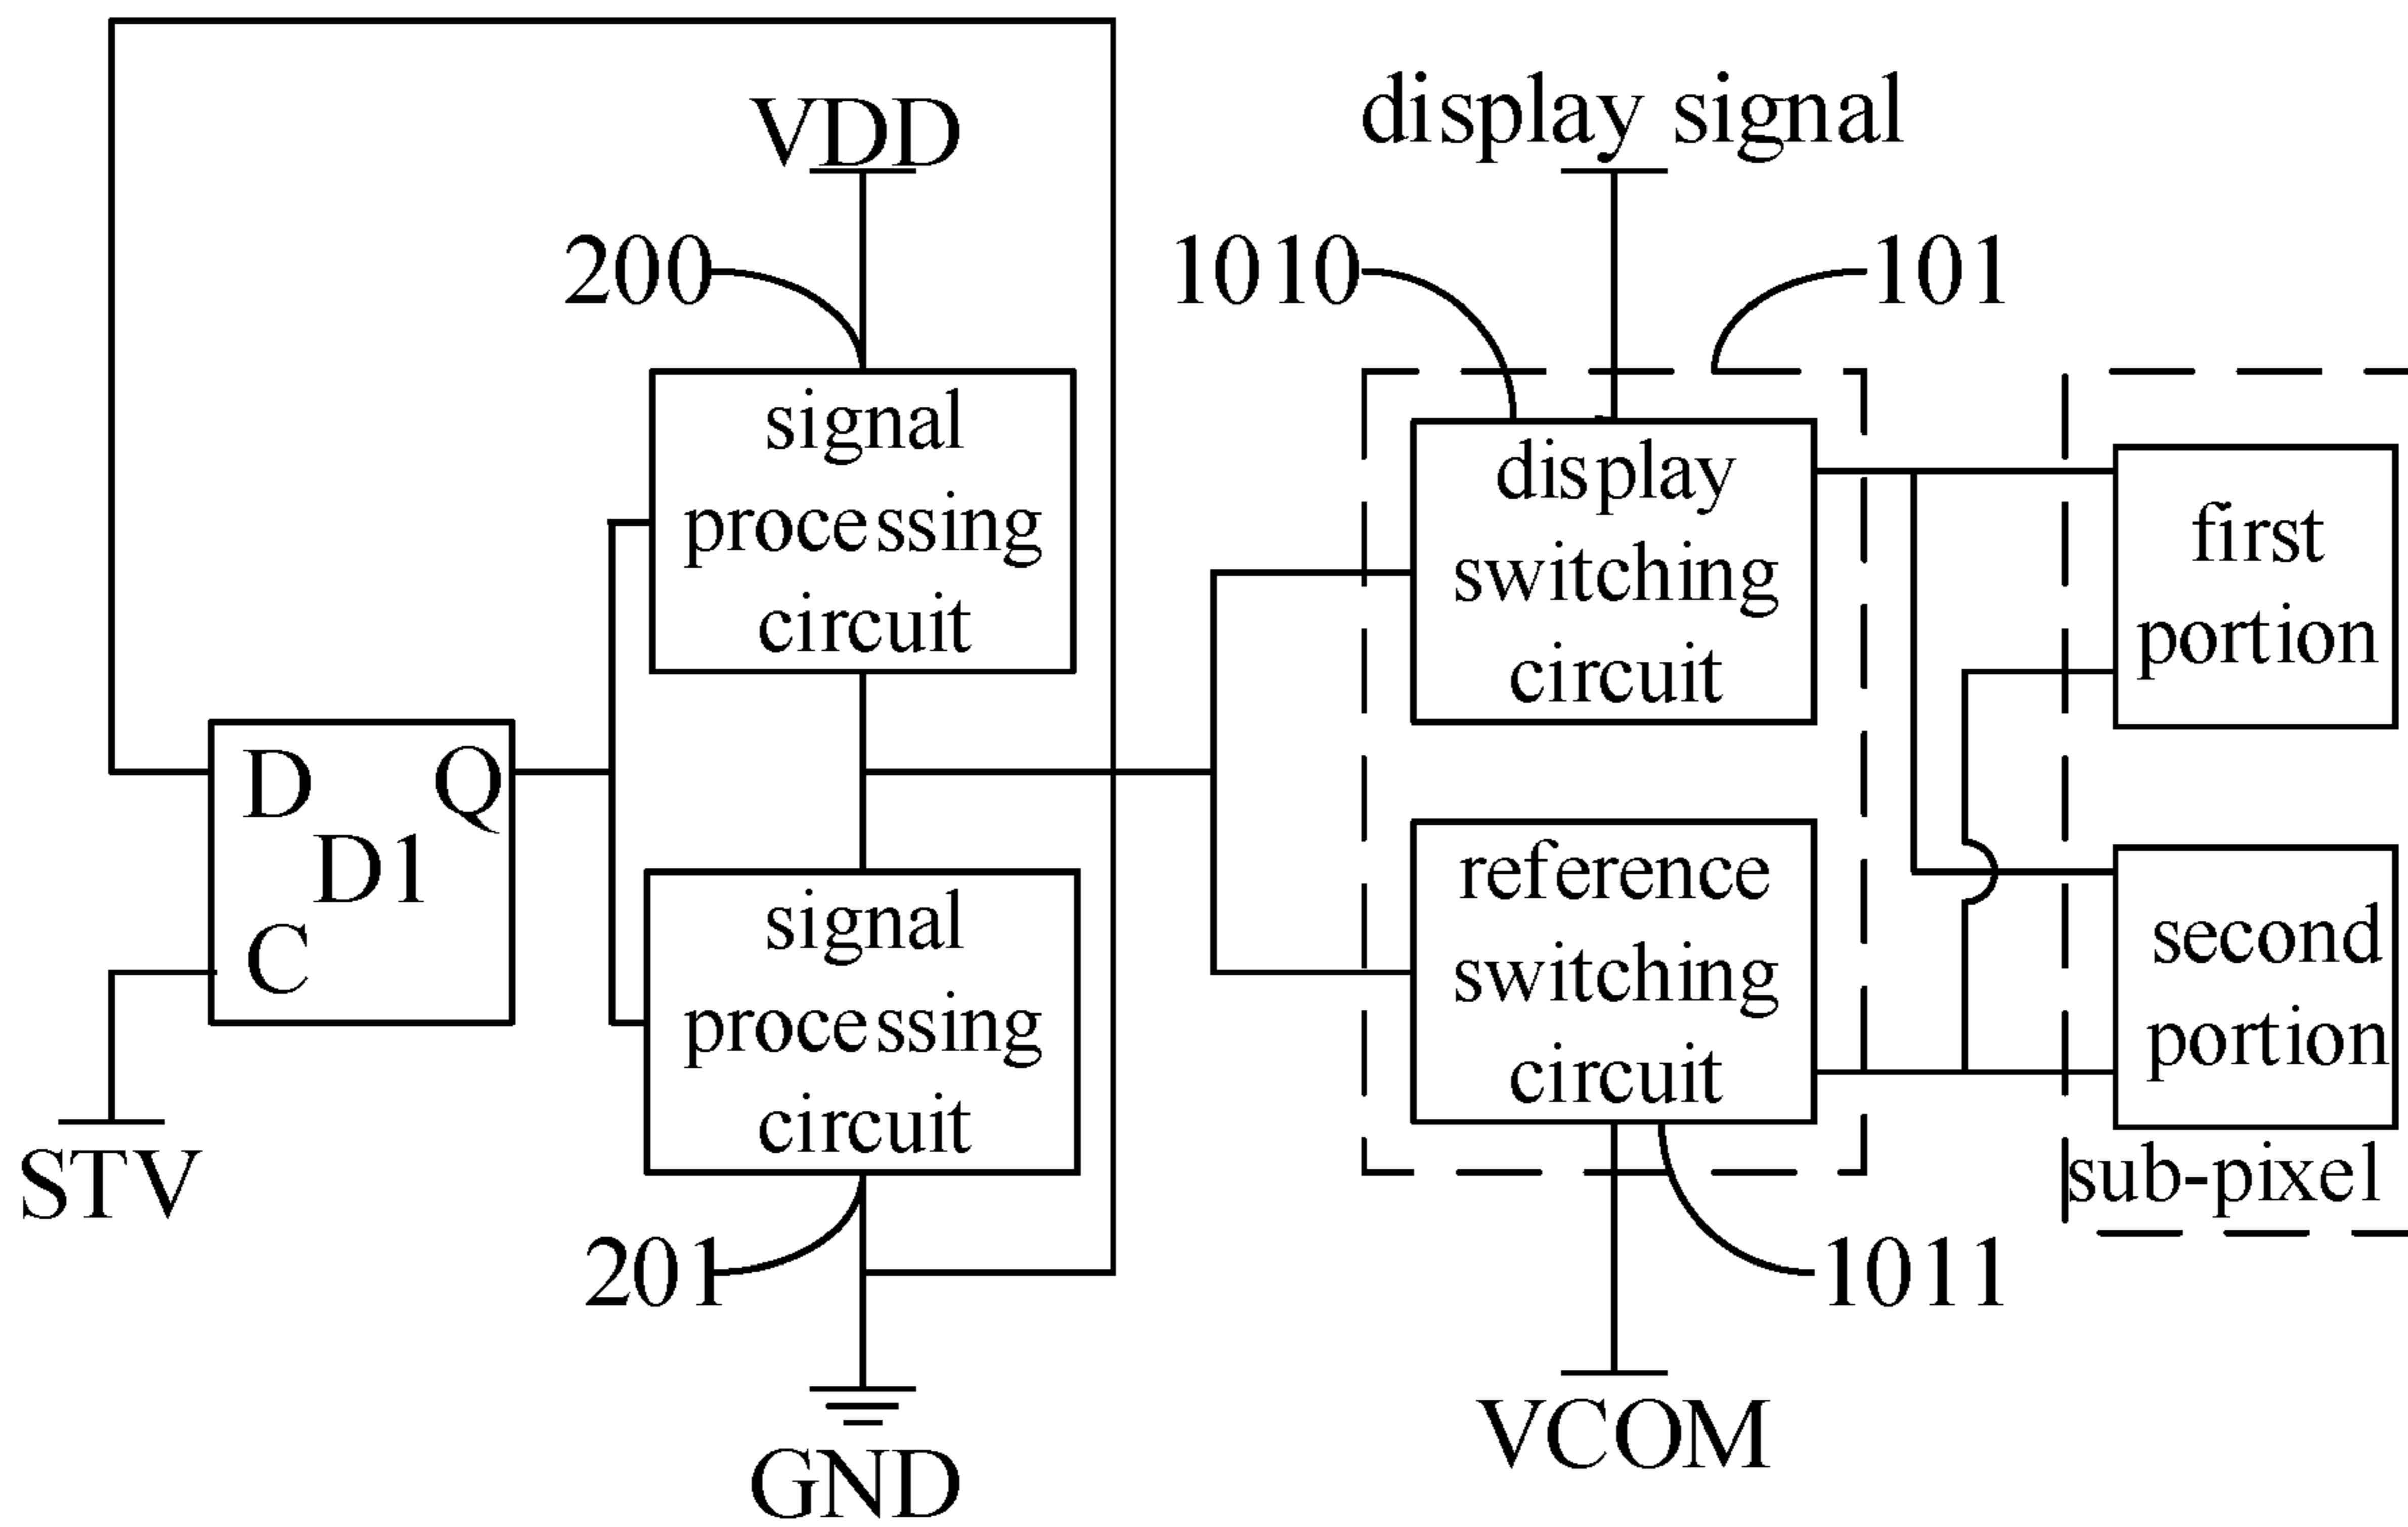 VDD
display signal
200
1010
101
signal
processing
circuit
display
switching
circuit
first
portion
D
Q
D1
C
signal
processing
circuit
reference
switching
circuit
second
portion
STV
sub-pixel
201
1011
VCOM
GND